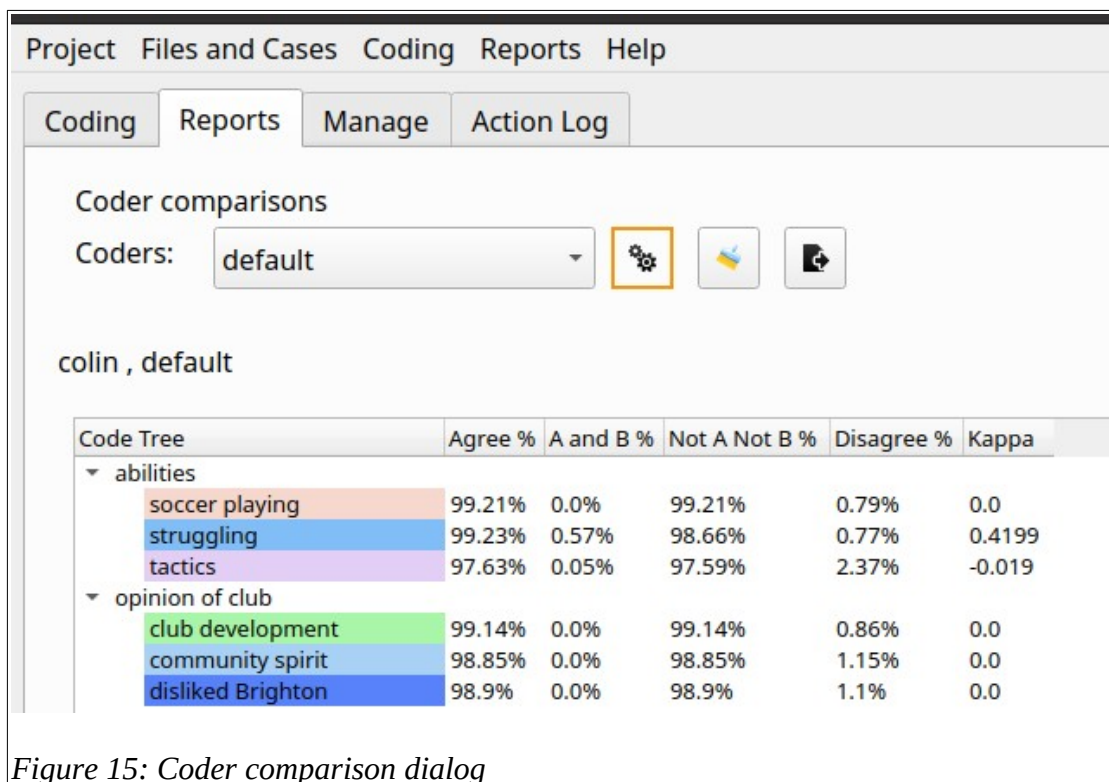 Project Files and Cases Coding Reports Help
Coding Reports Manage Action Log
Coder comparisons
Coders: default
colin , default
Code Tree Agree % A and B % Not A Not B % Disagree % Kappa
abilities
soccer playing 99.21% 0.0% 99.21% 0.79% 0.0
struggling 99.23% 0.57% 98.66% 0.77% 0.4199
tactics 97.63% 0.05% 97.59% 2.37% -0.019
opinion of club
club development 99.14% 0.0% 99.14% 0.86% 0.0
community spirit 98.85% 0.0% 98.85% 1.15% 0.0
disliked Brighton 98.9% 0.0% 98.9% 1.1% 0.0
Figure 15: Coder comparison dialog